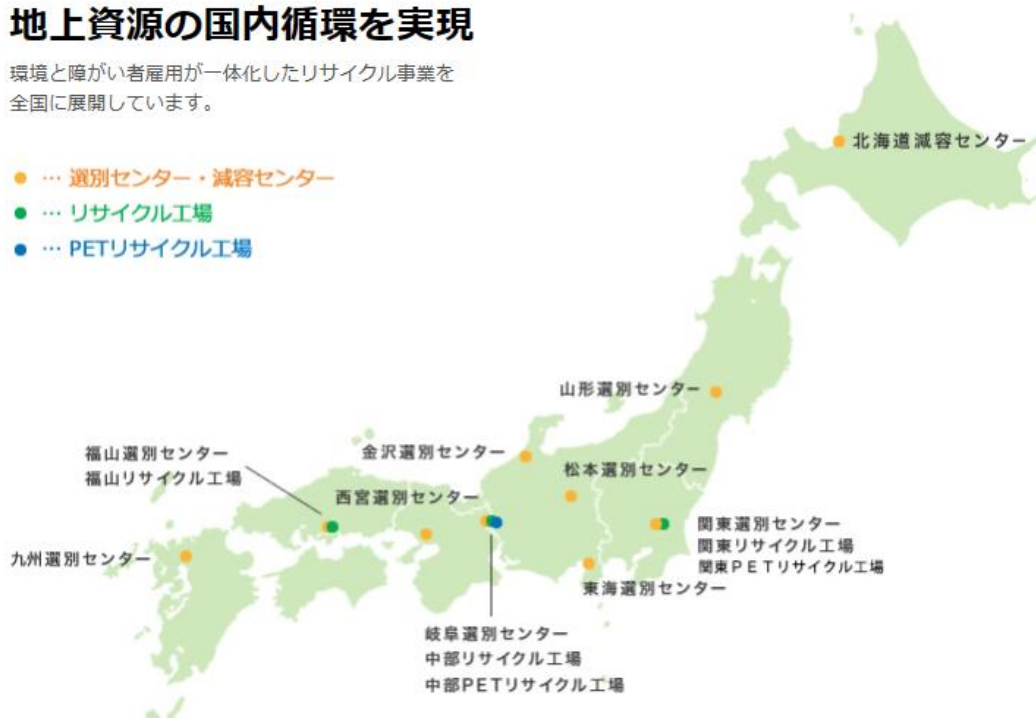 地上資源の国内循環を実現
環境と障がい者雇用が一体化したリサイクル事業を
全国に展開しています。
… 選別センター・減容センター
… リサイクル工場
… PETリサイクル工場
北海道減容センター
山形選別センター
金沢選別センター
松本選別センター
福山選別センター
福山リサイクル工場
西宮選別センター
関東選別センター
関東リサイクル工場
関東PETリサイクル工場
九州選別センター
東海選別センター
岐阜選別センター
中部リサイクル工場
中部PETリサイクル工場